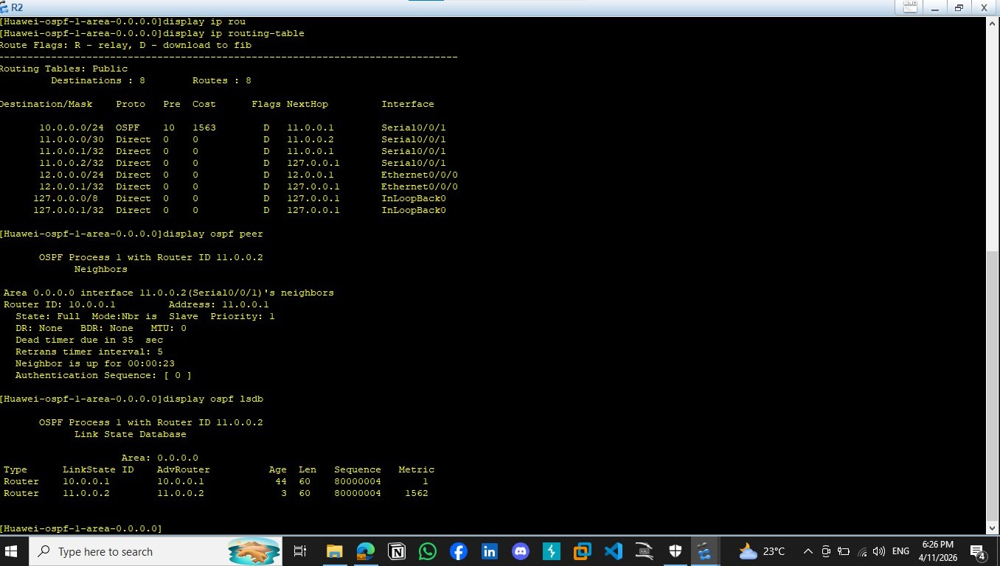 R2
[Huawei-ospf-1-area-0.0.0.0]display ip rou
[Huawei-ospf-1-area-0.0.0.0]display ip routing-table
Route Flags: R - relay, D - download to fib
------------------------------------------------------------------------------
Routing Tables: Public
Destinations : 8        Routes : 8
Destination/Mask    Proto   Pre  Cost      Flags NextHop         Interface
10.0.0.0/24  OSPF    10   1563        D   11.0.0.1        Serial0/0/1
11.0.0.0/30  Direct  0    0           D   11.0.0.2        Serial0/0/1
11.0.0.1/32  Direct  0    0           D   11.0.0.1        Serial0/0/1
11.0.0.2/32  Direct  0    0           D   127.0.0.1       Serial0/0/1
12.0.0.0/24  Direct  0    0           D   12.0.0.1        Ethernet0/0/0
12.0.0.1/32  Direct  0    0           D   127.0.0.1       Ethernet0/0/0
127.0.0.0/8   Direct  0    0           D   127.0.0.1       InLoopBack0
127.0.0.1/32  Direct  0    0           D   127.0.0.1       InLoopBack0
[Huawei-ospf-1-area-0.0.0.0]display ospf peer
OSPF Process 1 with Router ID 11.0.0.2
Neighbors
Area 0.0.0.0 interface 11.0.0.2(Serial0/0/1)'s neighbors
Router ID: 10.0.0.1         Address: 11.0.0.1
State: Full  Mode:Nbr is  Slave  Priority: 1
DR: None   BDR: None   MTU: 0
Dead timer due in 35  sec
Retrans timer interval: 5
Neighbor is up for 00:00:23
Authentication Sequence: [ 0 ]
[Huawei-ospf-1-area-0.0.0.0]display ospf lsdb
OSPF Process 1 with Router ID 11.0.0.2
Link State Database
Area: 0.0.0.0
Type      LinkState ID    AdvRouter          Age  Len   Sequence   Metric
Router    10.0.0.1        10.0.0.1            44  60    80000004       1
Router    11.0.0.2        11.0.0.2             3  60    80000004    1562
[Huawei-ospf-1-area-0.0.0.0]
Type here to search
23°C
ENG
6:26 PM
4/11/2026
4